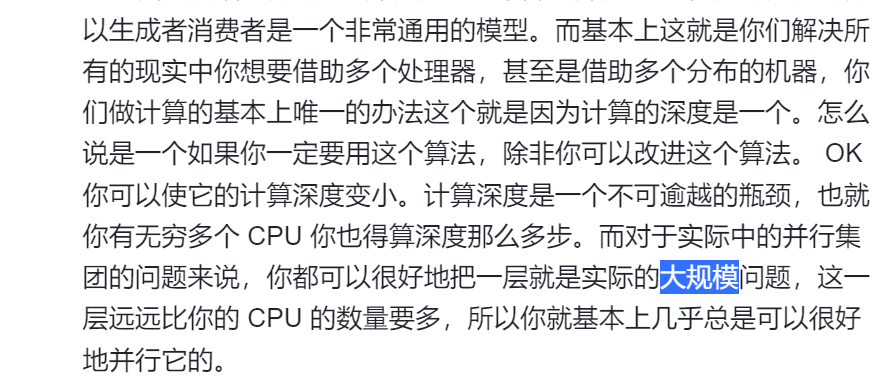 以生成者消费者是一个非常通用的模型。而基本上这就是你们解决所
有的现实中你想要借助多个处理器，甚至是借助多个分布的机器，你
们做计算的基本上唯一的办法这个就是因为计算的深度是一个。怎么
说是一个如果你一定要用这个算法，除非你可以改进这个算法。 OK
你可以使它的计算深度变小。计算深度是一个不可逾越的瓶颈，也就
你有无穷多个 CPU 你也得算深度那么多步。而对于实际中的并行集
团的问题来说，你都可以很好地把一层就是实际的大规模问题，这一
层远远比你的 CPU 的数量要多，所以你就基本上几乎总是可以很好
地并行它的。